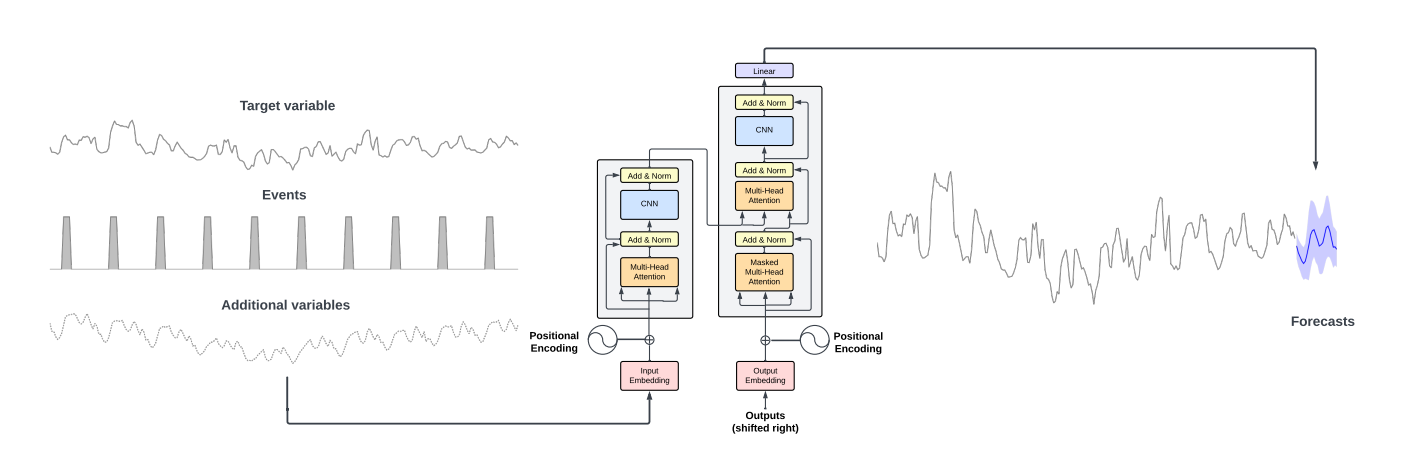 Target variable
Events
Additional variables
Positional
Encoding
Add & Norm
CNN
Add & Norm
Multi-Head
Attention
Input
Embedding
Linear
Add & Norm
CNN
Add & Norm
Multi-Head
Attention
Add & Norm
Masked
Multi-Head
Attention
Positional
Encoding
Output
Embedding
Outputs
(shifted right)
Forecasts